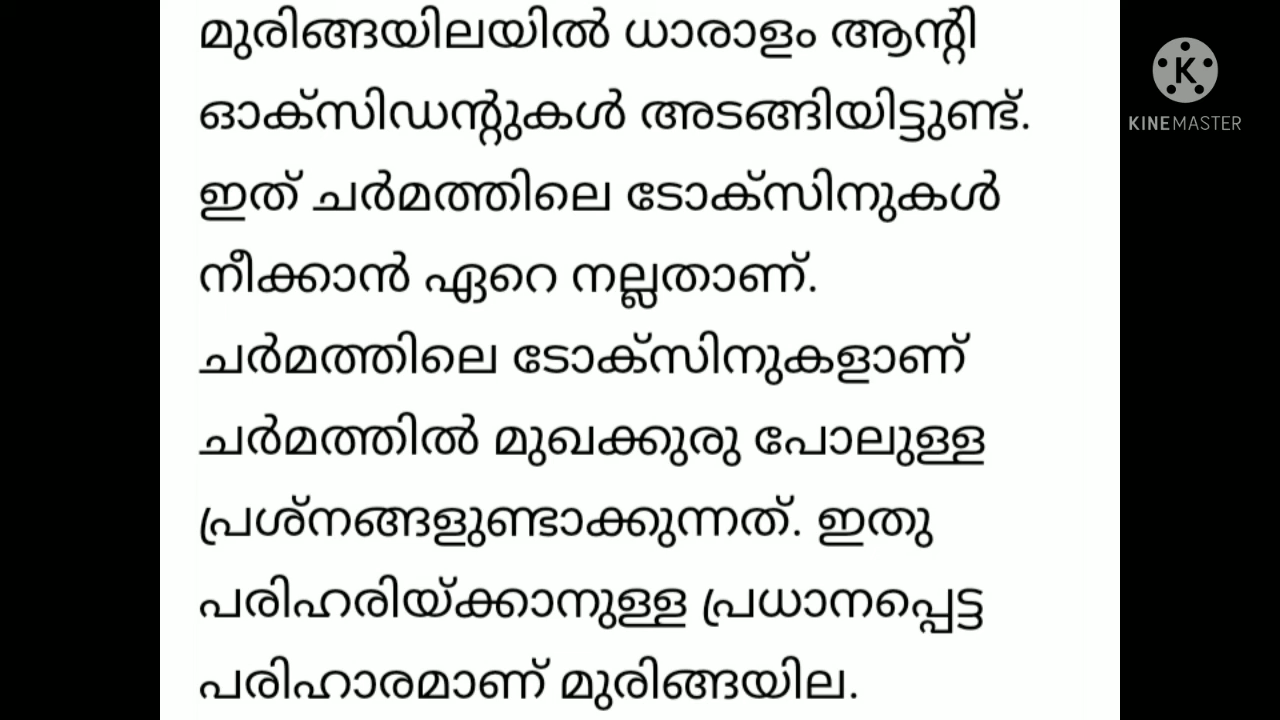 മുരിങ്ങയിലയിൽ ധാരാളം ആന്റി
ഓക്സിഡന്റുകൾ അടങ്ങിയിട്ടുണ്ട്.
ഇത് ചർമത്തിലെ ടോക്സിനുകൾ
നീക്കാൻ ഏറെ നല്ലതാണ്.
ചർമത്തിലെ ടോക്സിനുകളാണ്
ചർമത്തിൽ മുഖക്കുരു പോലുള്ള
പ്രശ്നങ്ങളുണ്ടാക്കുന്നത്. ഇതു
പരിഹരിയ്ക്കാനുള്ള പ്രധാനപ്പെട്ട
പരിഹാരമാണ് മുരിങ്ങയില.
K
KINEMASTER